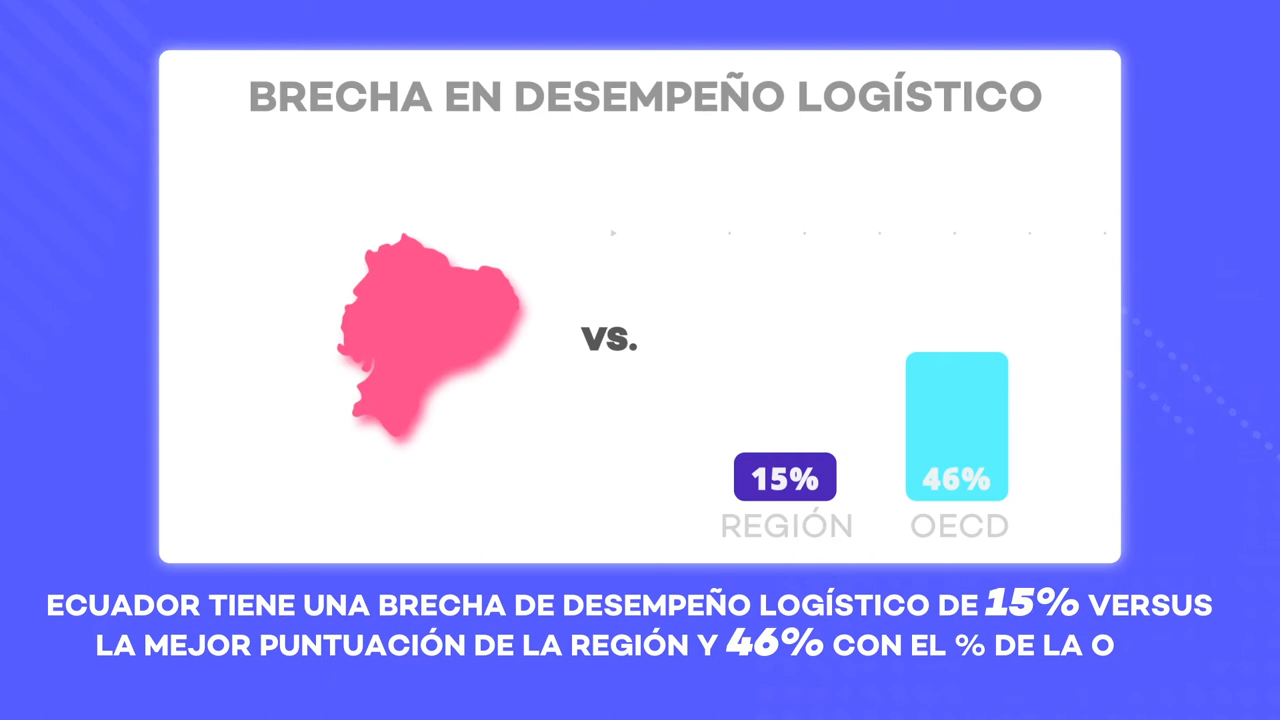 BRECHA EN DESEMPEÑO LOGÍSTICO
VS.
15%
46%
REGIÓN
OECD
ECUADOR TIENE UNA BRECHA DE DESEMPEÑO LOGÍSTICO DE 15% VERSUS
LA MEJOR PUNTUACIÓN DE LA REGIÓN Y 46% CON EL % DE LA O